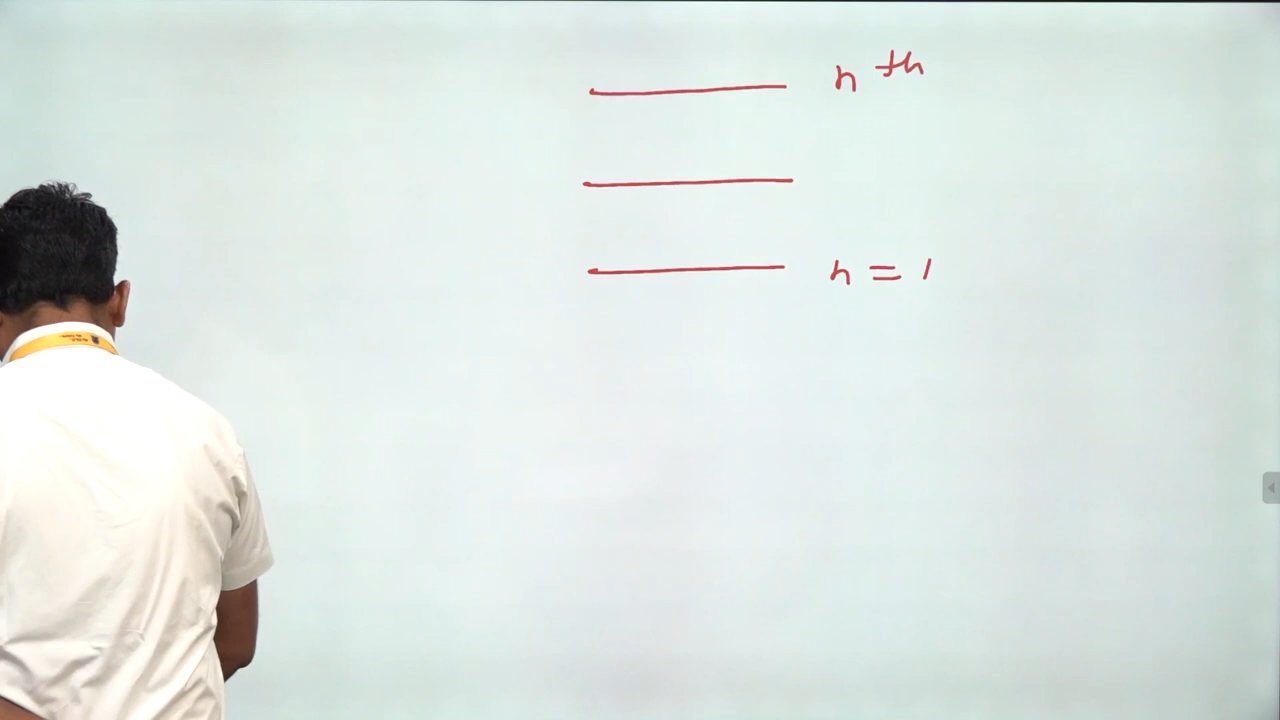 n th
n = 1